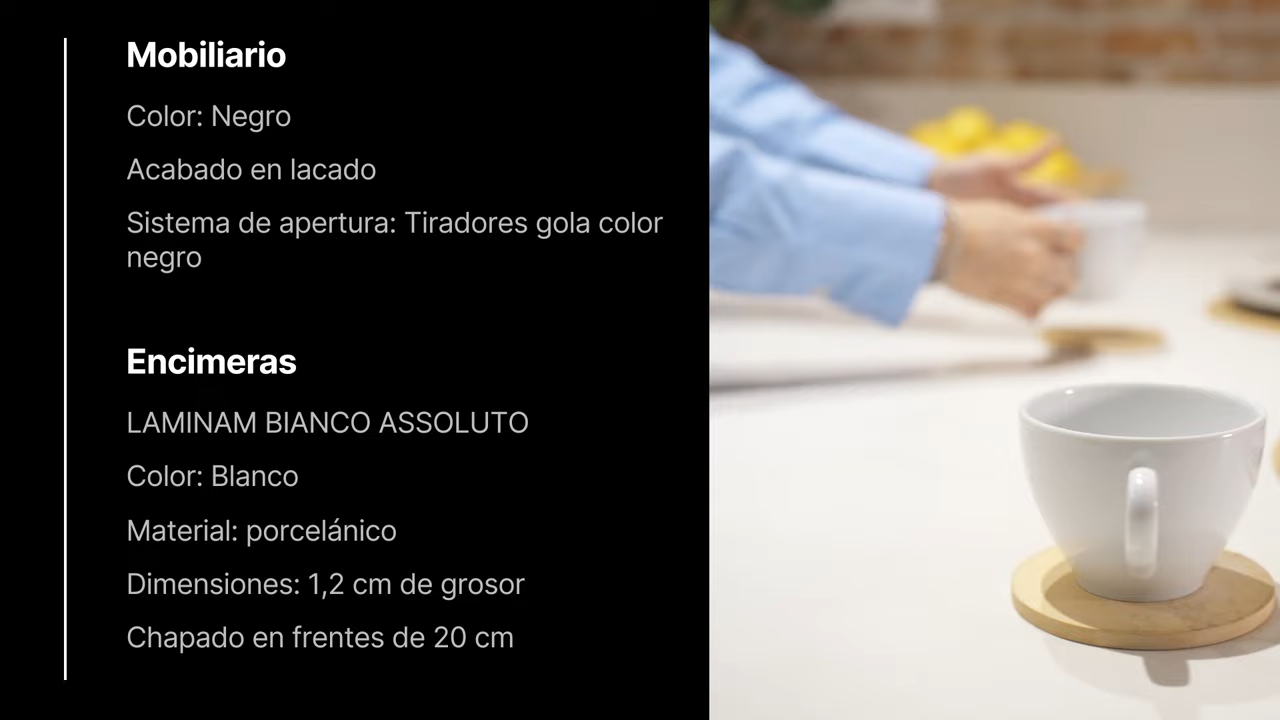 Mobiliario
Color: Negro
Acabado en lacado
Sistema de apertura: Tiradores gola color
negro
Encimeras
LAMINAM BIANCO ASSOLUTO
Color: Blanco
Material: porcelánico
Dimensiones: 1,2 cm de grosor
Chapado en frentes de 20 cm